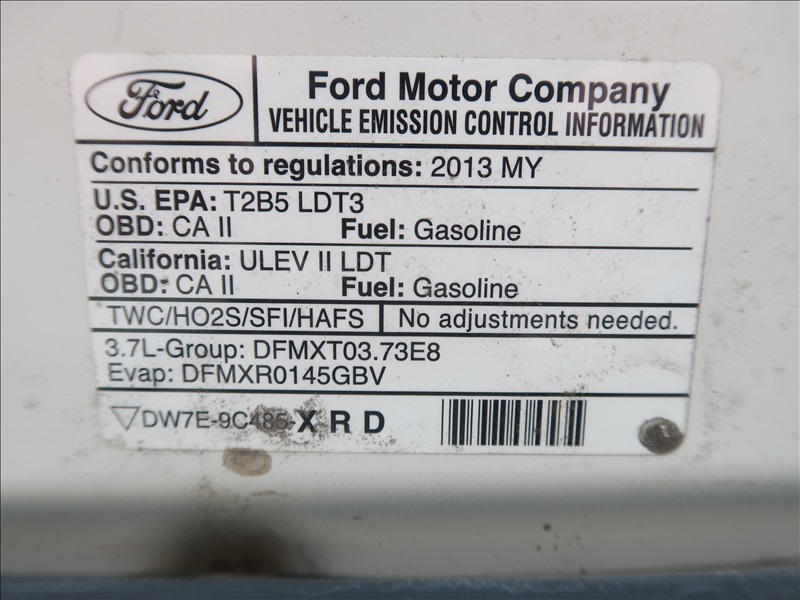 Ford
Ford Motor Company
VEHICLE EMISSION CONTROL INFORMATION
Conforms to regulations: 2013 MY
U.S. EPA: T2B5 LDT3
OBD: CA II Fuel: Gasoline
California: ULEV II LDT
OBD: CA II Fuel: Gasoline
TWC/HO2S/SFI/HAFS No adjustments needed.
3.7L-Group: DFMXT03.73E8
Evap: DFMXR0145GBV
DW7E-9C485-X R D